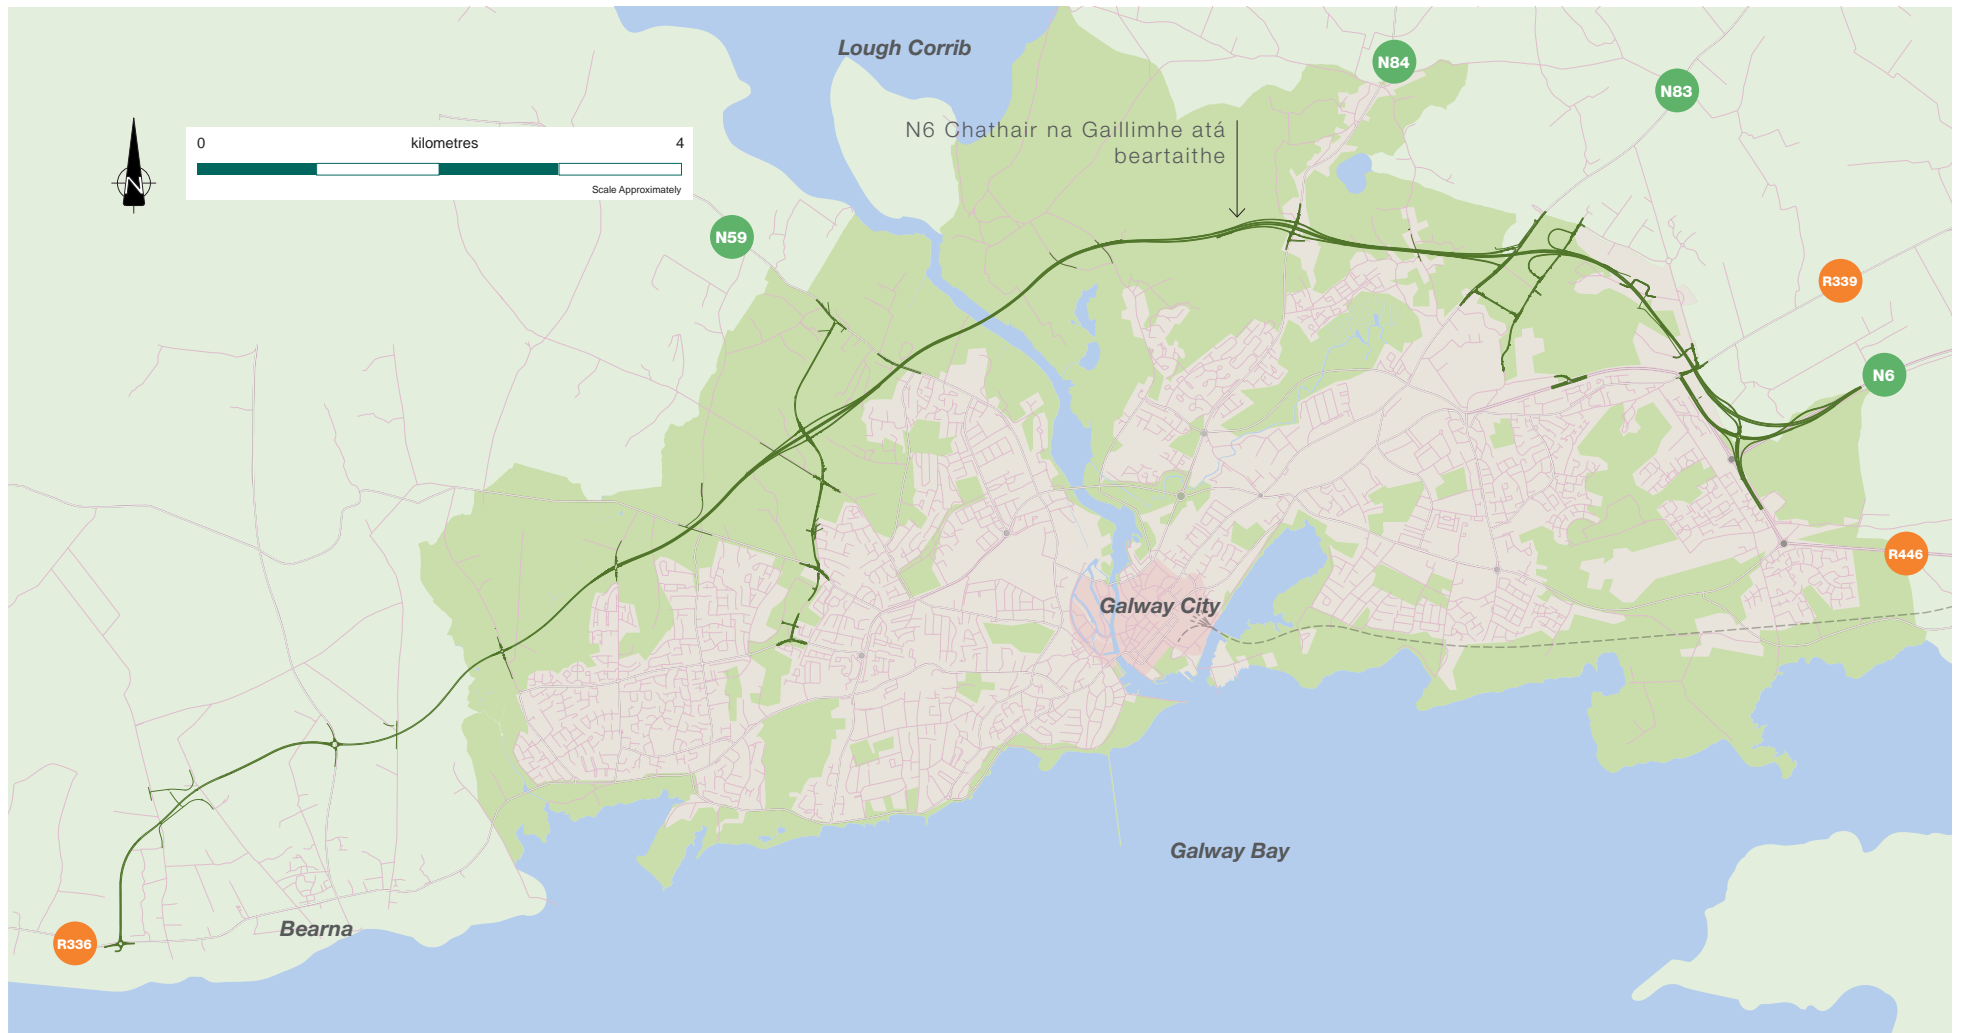 Lough Corrib
N84
N83
0 kilometres 4
Scale Approximately
N
N6 Chathair na Gaillimhe atá
beartaithe
N59
R339
N6
R446
Galway City
Galway Bay
Bearna
R336